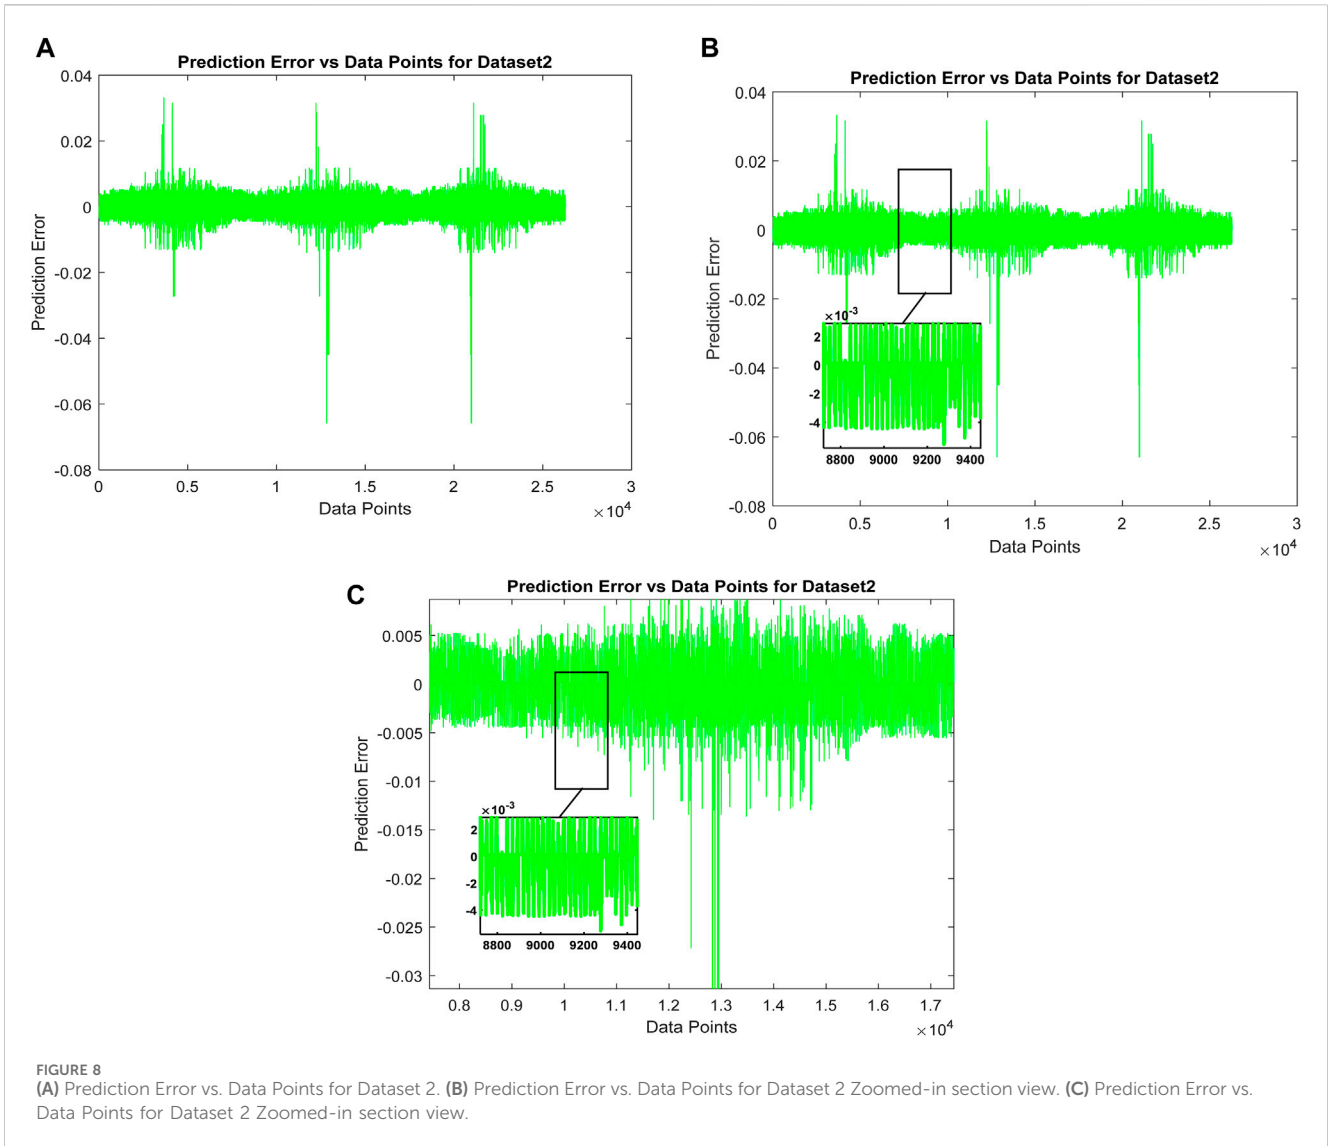 A
Prediction Error vs Data Points for Dataset2
0.04
0.02
0
-0.02
-0.04
-0.06
-0.08
Prediction Error
0
0.5
1
1.5
2
2.5
3
Data Points
×10⁴
B
Prediction Error vs Data Points for Dataset2
0.04
0.02
0
-0.02
-0.04
-0.06
-0.08
Prediction Error
×10⁻³
2
0
-2
-4
8800 9000 9200 9400
0
0.5
1
1.5
2
2.5
3
Data Points
×10⁴
C
Prediction Error vs Data Points for Dataset2
0.005
0
-0.005
-0.01
-0.015
-0.02
-0.025
-0.03
Prediction Error
×10⁻³
2
0
-2
-4
8800 9000 9200 9400
0.8 0.9 1 1.1 1.2 1.3 1.4 1.5 1.6 1.7
Data Points
×10⁴
FIGURE 8
(A) Prediction Error vs. Data Points for Dataset 2. (B) Prediction Error vs. Data Points for Dataset 2 Zoomed-in section view. (C) Prediction Error vs.
Data Points for Dataset 2 Zoomed-in section view.